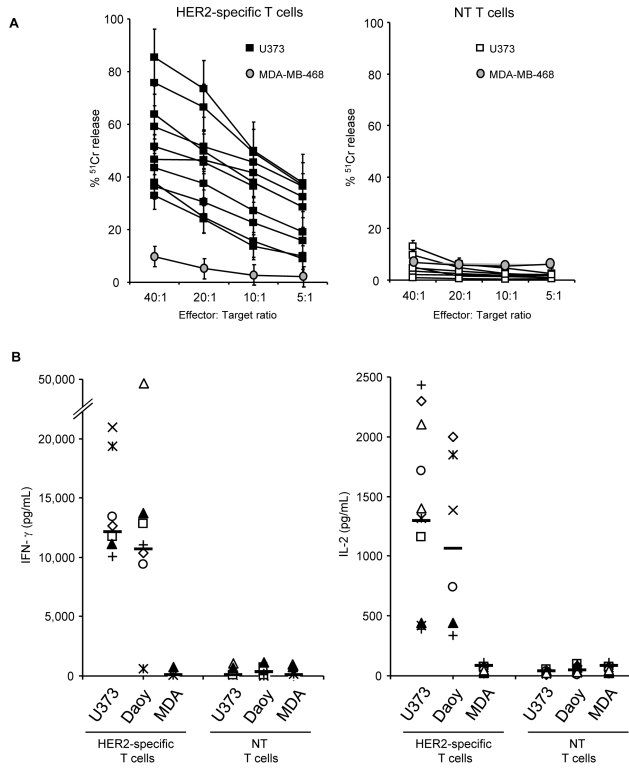 A
HER2-specific T cells
100
80
60
40
20
0
% ⁵¹Cr release
U373
MDA-MB-468
40:1 20:1 10:1 5:1
Effector: Target ratio
NT T cells
100
80
60
40
20
0
% ⁵¹Cr release
U373
MDA-MB-468
40:1 20:1 10:1 5:1
Effector: Target ratio
B
50,000
20,000
15,000
10,000
5,000
0
IFN- γ (pg/mL)
U373 Daoy MDA U373 Daoy MDA
HER2-specific
T cells
NT
T cells
2500
2000
1500
1000
500
0
IL-2 (pg/mL)
U373 Daoy MDA U373 Daoy MDA
HER2-specific
T cells
NT
T cells